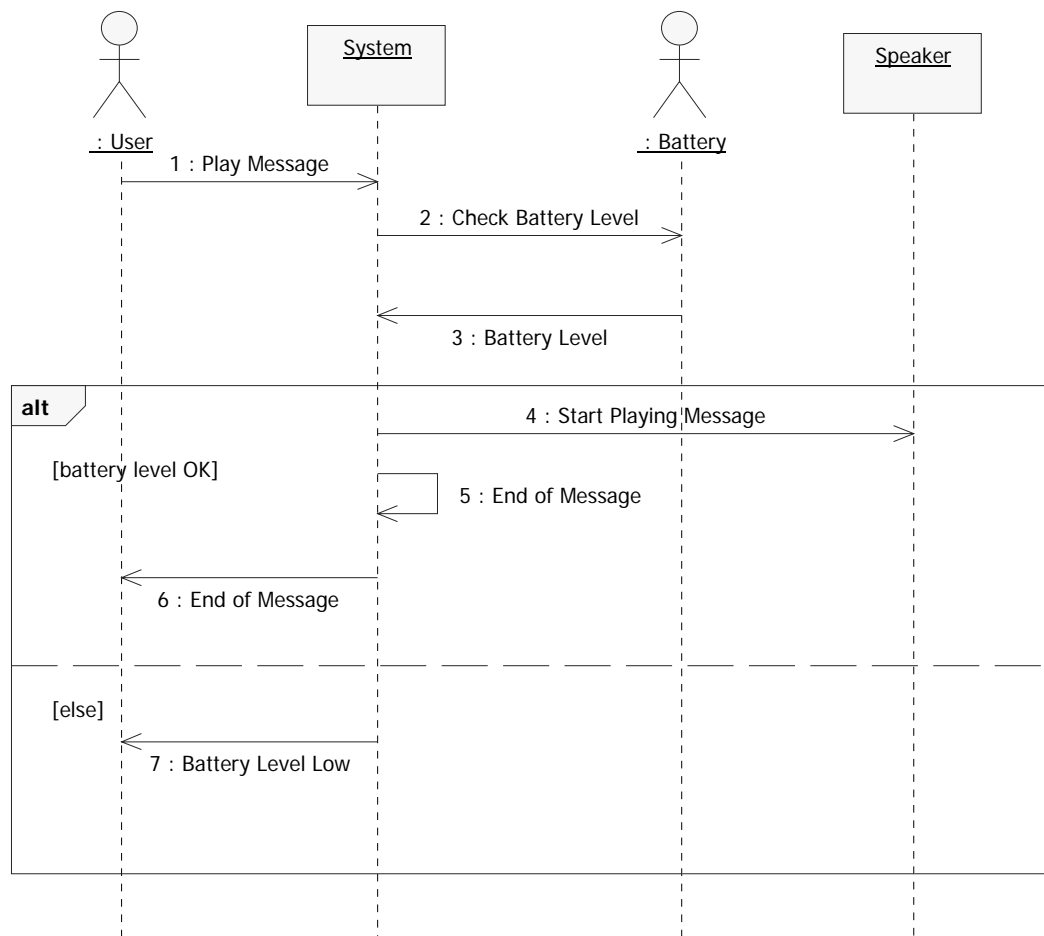 System
Speaker
: User
: Battery
1 : Play Message
2 : Check Battery Level
3 : Battery Level
alt
4 : Start Playing Message
[battery level OK]
5 : End of Message
6 : End of Message
[else]
7 : Battery Level Low